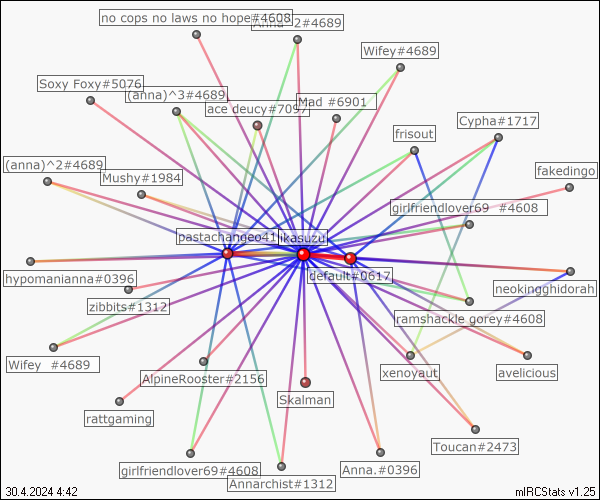 no cops no laws no hope#4608
Anna^2#4689
Wifey#4689
Soxy Foxy#5076
(anna)^3#4689
ace deucy#7097
Mad #6901
Cypha#1717
frisout
(anna)^2#4689
Mushy#1984
fakedingo
girlfriendlover69 #4608
pastachangeo41
ikasuzu
default#0617
hypomanianna#0396
neokingghidorah
zibbits#1312
ramshackle gorey#4608
Wifey #4689
AlpineRooster#2156
xenoyaut
avelicious
rattgaming
Skalman
Toucan#2473
girlfriendlover69#4608
Anna.#0396
Annarchist#1312
30.4.2024 4:42
mIRCStats v1.25